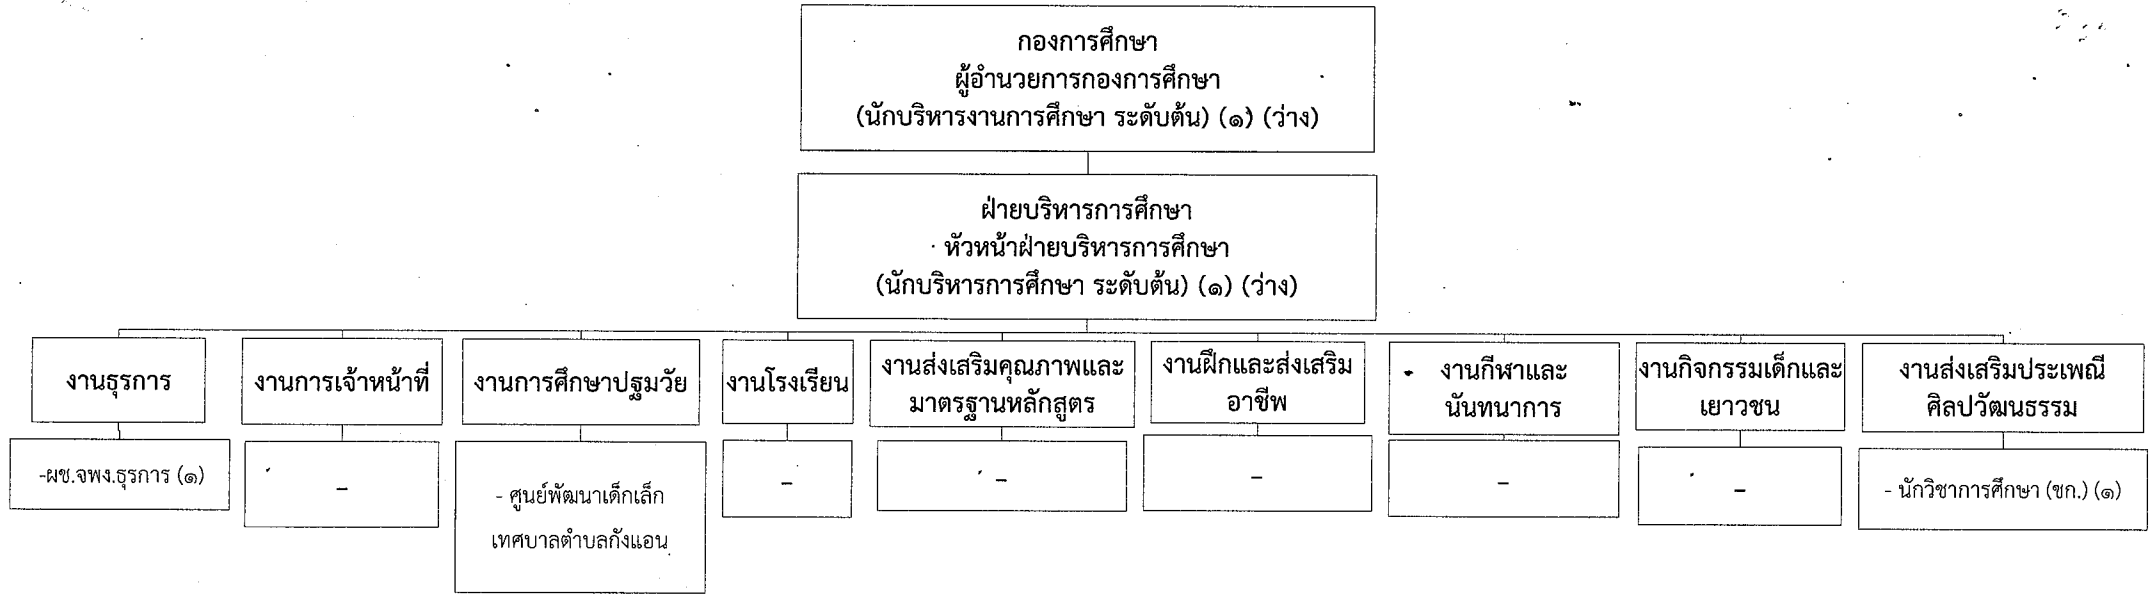 กองการศึกษา
ผู้อำนวยการกองการศึกษา
(นักบริหารงานการศึกษา ระดับต้น) (๑) (ว่าง)
ฝ่ายบริหารการศึกษา
หัวหน้าฝ่ายบริหารการศึกษา
(นักบริหารการศึกษา ระดับต้น) (๑) (ว่าง)
งานธุรการ
-ผช.จพง.ธุรการ (๑)
งานการเจ้าหน้าที่
-
งานการศึกษาปฐมวัย
- ศูนย์พัฒนาเด็กเล็ก
เทศบาลตำบลกังแอน
งานโรงเรียน
-
งานส่งเสริมคุณภาพและ
มาตรฐานหลักสูตร
-
งานฝึกและส่งเสริม
อาชีพ
-
งานกีฬาและ
นันทนาการ
-
งานกิจกรรมเด็กและ
เยาวชน
-
งานส่งเสริมประเพณี
ศิลปวัฒนธรรม
- นักวิชาการศึกษา (ชก.) (๑)